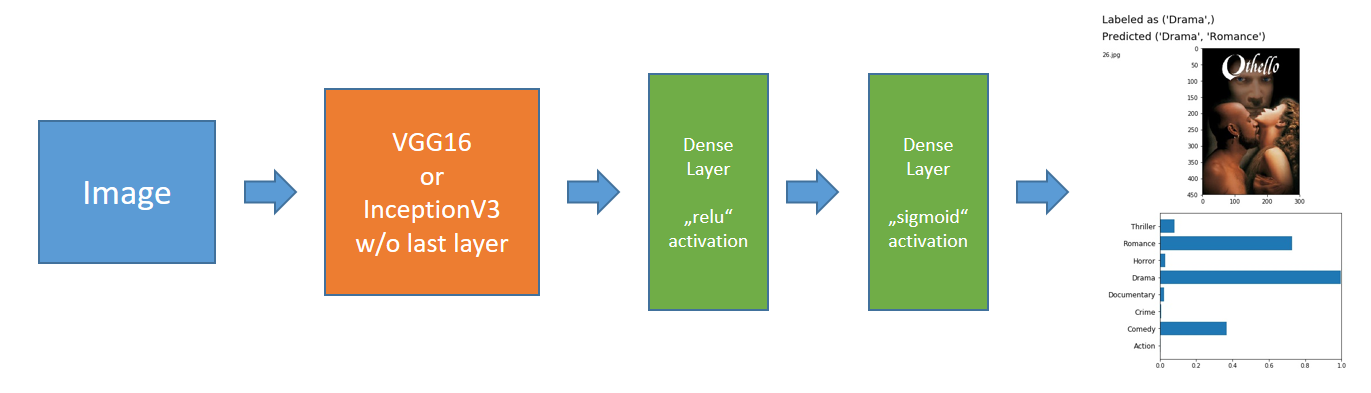 Image
VGG16
or
InceptionV3
w/o last layer
Dense
Layer
„relu“
activation
Dense
Layer
„sigmoid“
activation
Labeled as ('Drama',)
Predicted ('Drama', 'Romance')
26.jpg
Othello
0
50
100
150
200
250
300
350
400
450
0 100 200 300
Thriller
Romance
Horror
Drama
Documentary
Crime
Comedy
Action
0.0 0.2 0.4 0.6 0.8 1.0